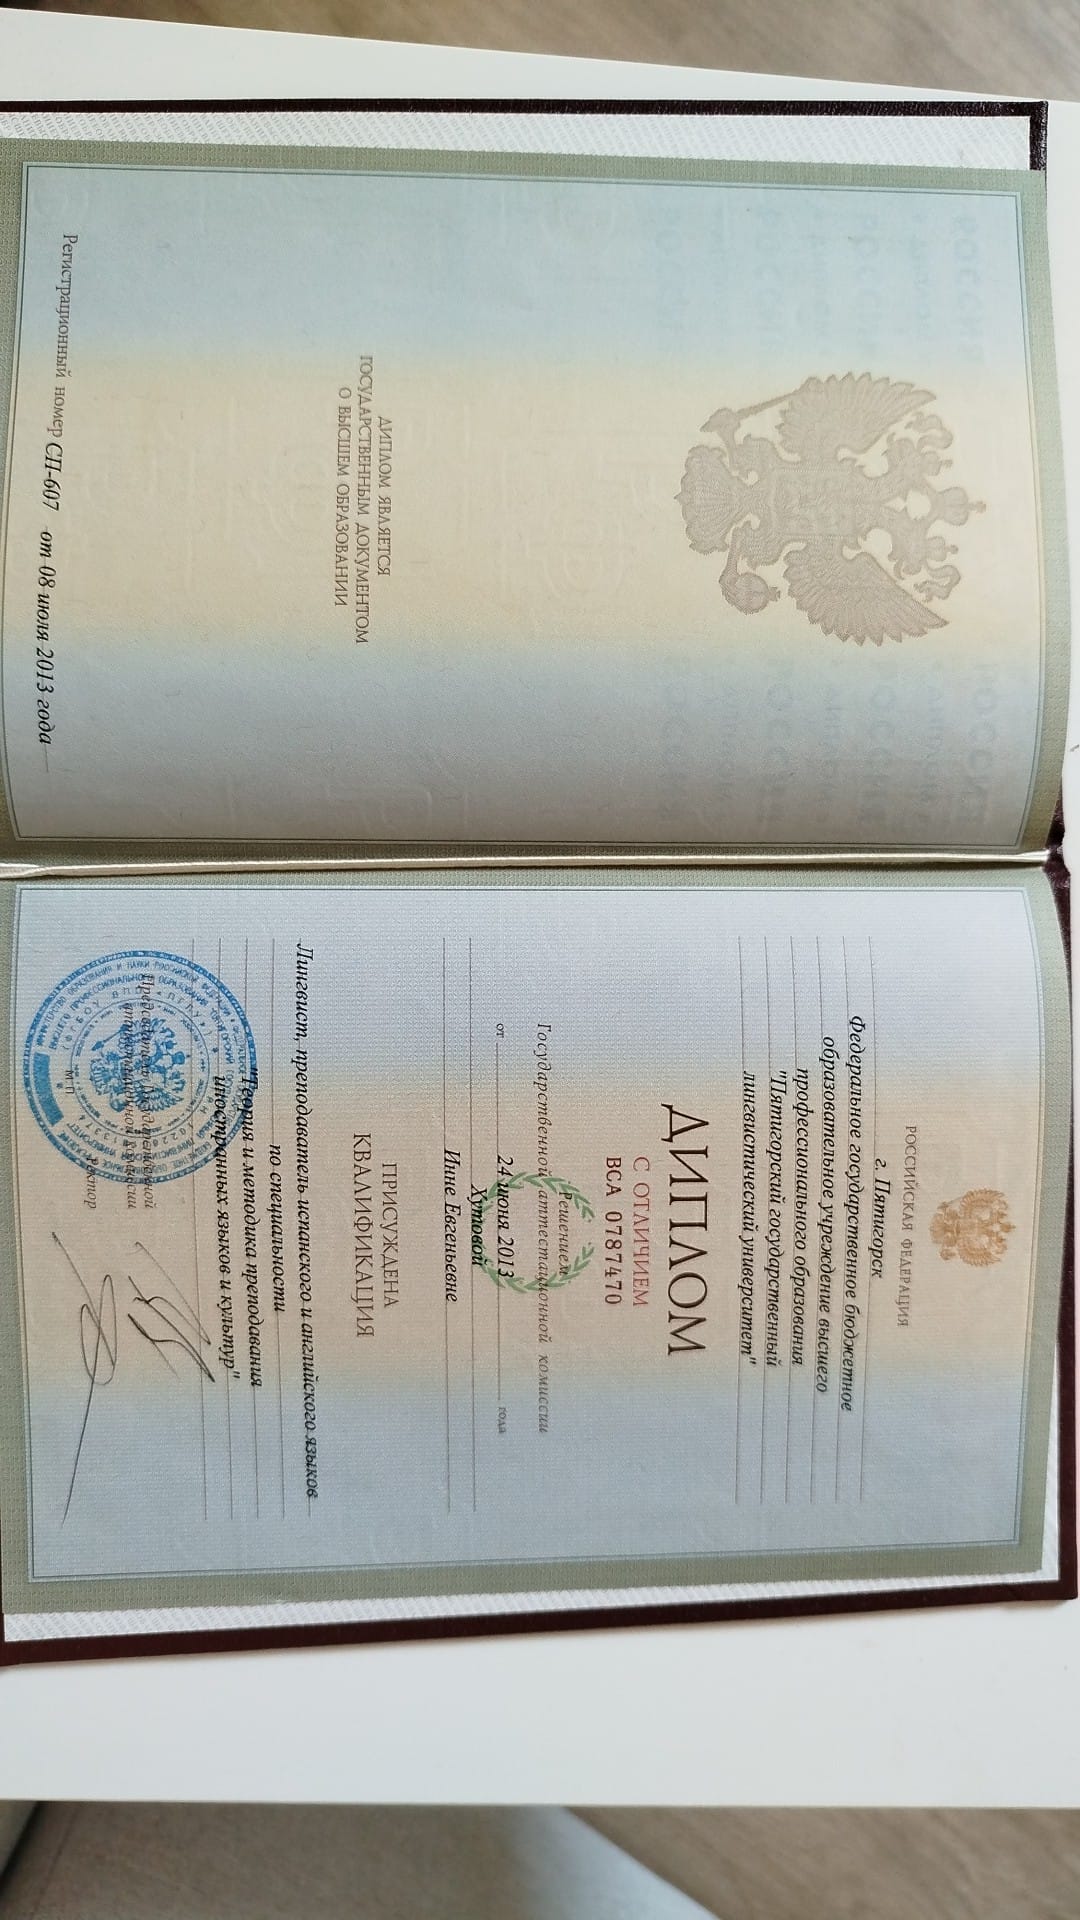 ДИПЛОМ ЯВЛЯЕТСЯ
ГОСУДАРСТВЕННЫМ ДОКУМЕНТОМ
О ВЫСШЕМ ОБРАЗОВАНИИ
Регистрационный номер СП-607 от 08 июля 2013 года
РОССИЙСКАЯ ФЕДЕРАЦИЯ
г. Пятигорск
Федеральное государственное бюджетное
образовательное учреждение высшего
профессионального образования
"Пятигорский государственный
лингвистический университет"
ДИПЛОМ
С ОТЛИЧИЕМ
ВСА 0787470
Решением
Государственной аттестационной комиссии
от 24 июня 2013 года
Хутовой
Инне Евгеньевне
ПРИСУЖДЕНА
КВАЛИФИКАЦИЯ
Лингвист, преподаватель испанского и английского языков
по специальности
"Теория и методика преподавания
иностранных языков и культур"
Председатель Государственной
аттестационной комиссии
Ректор
М.П.